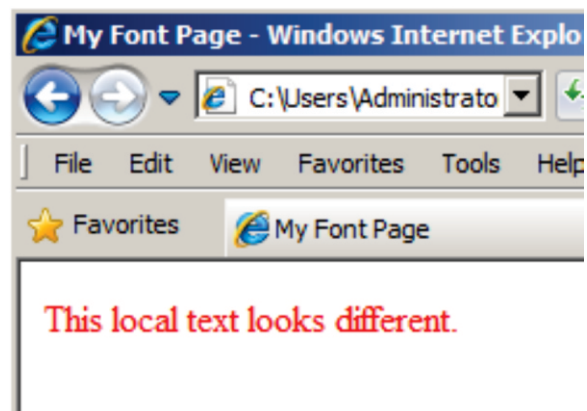 My Font Page - Windows Internet Explo
C:\Users\Administrato
File Edit View Favorites Tools Help
Favorites My Font Page
This local text looks different.